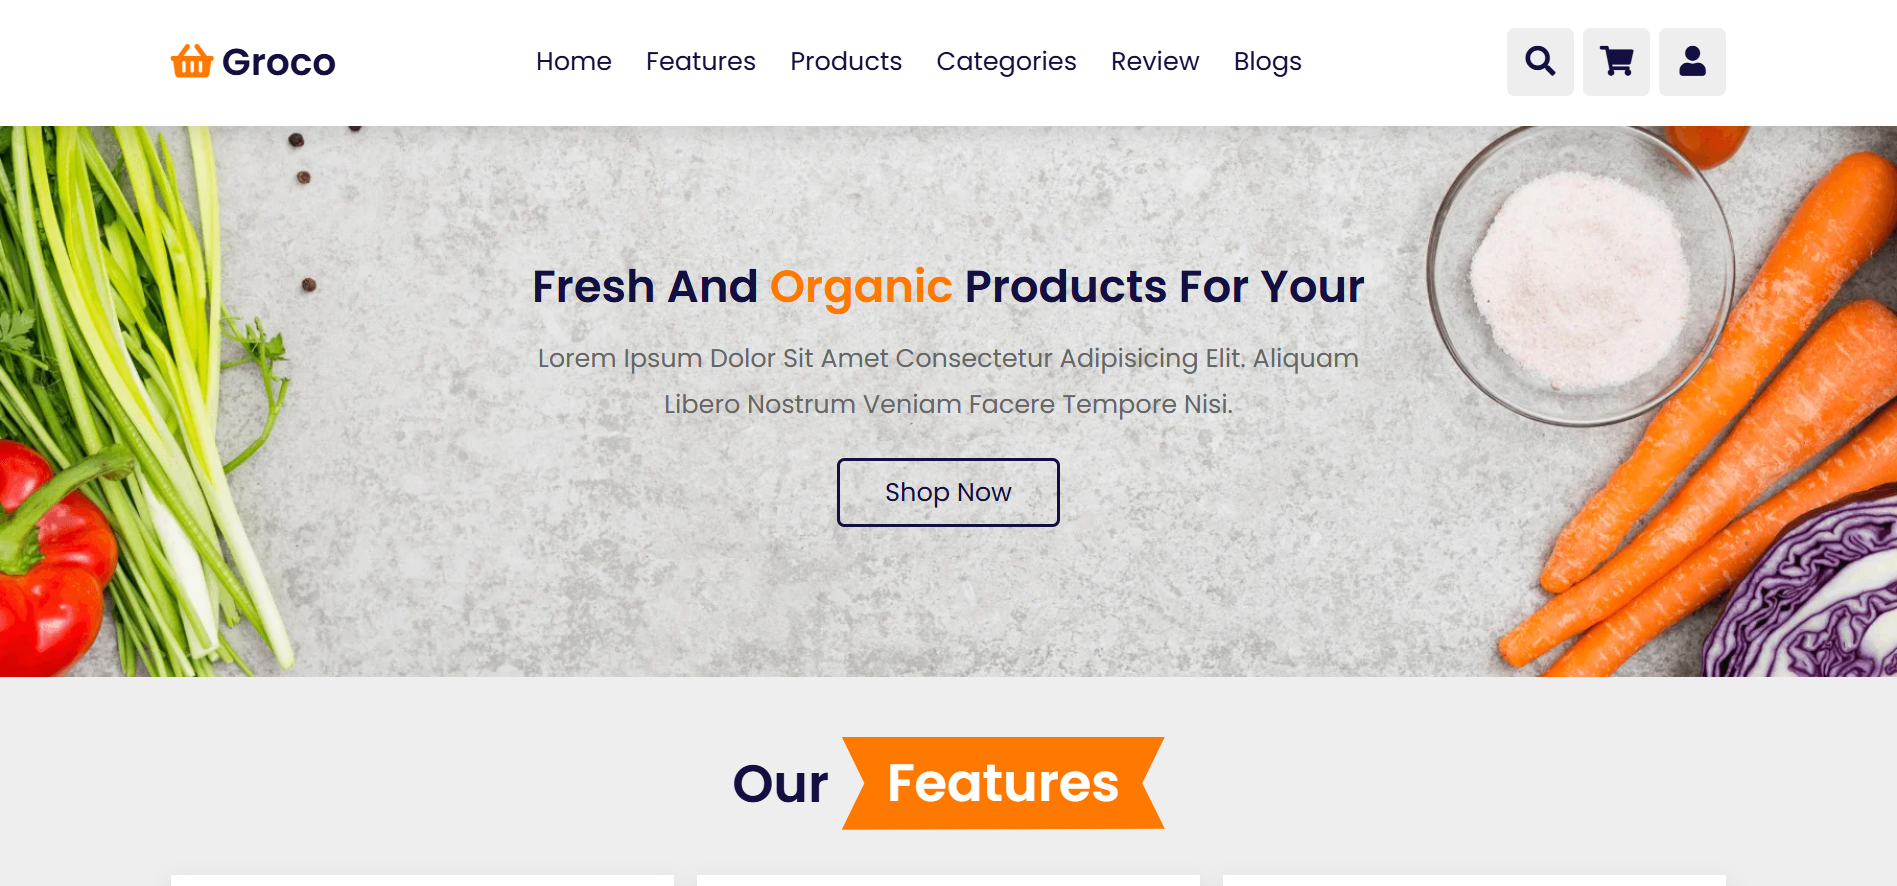 Groco
Home Features Products Categories Review Blogs
Fresh And Organic Products For Your
Lorem Ipsum Dolor Sit Amet Consectetur Adipisicing Elit. Aliquam
Libero Nostrum Veniam Facere Tempore Nisi.
Shop Now
Our Features